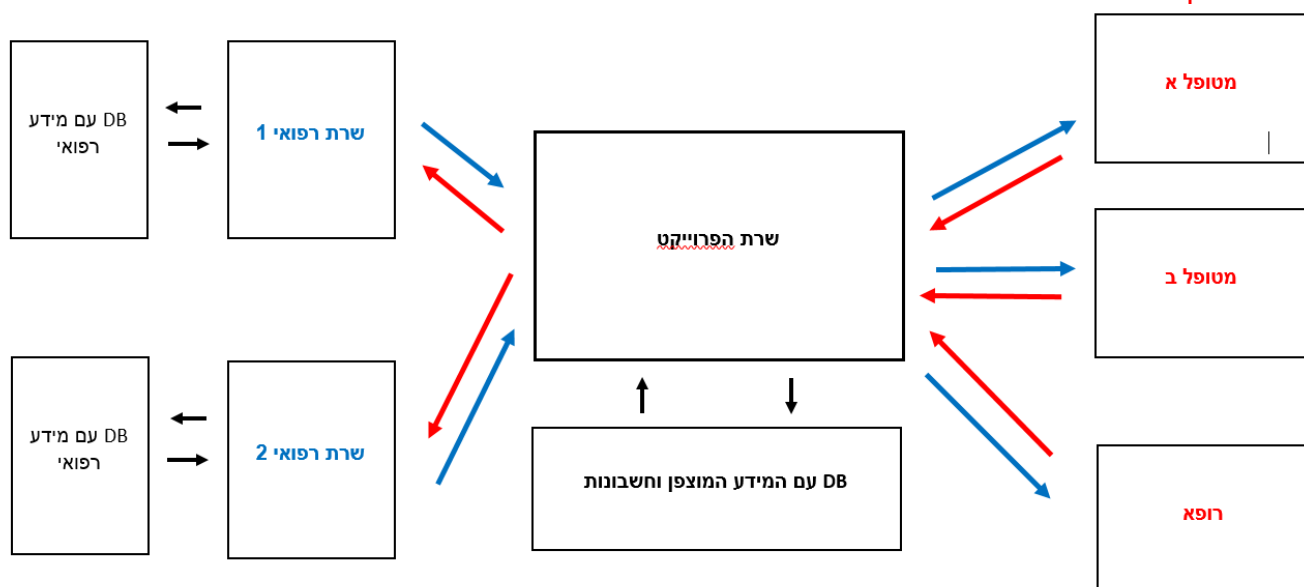 מטופל א
DB עם מידע
רפואי
שרת רפואי 1
שרת הפרוייקט
מטופל ב
DB עם מידע
רפואי
שרת רפואי 2
DB עם המידע המוצפן וחשבונות
רופא